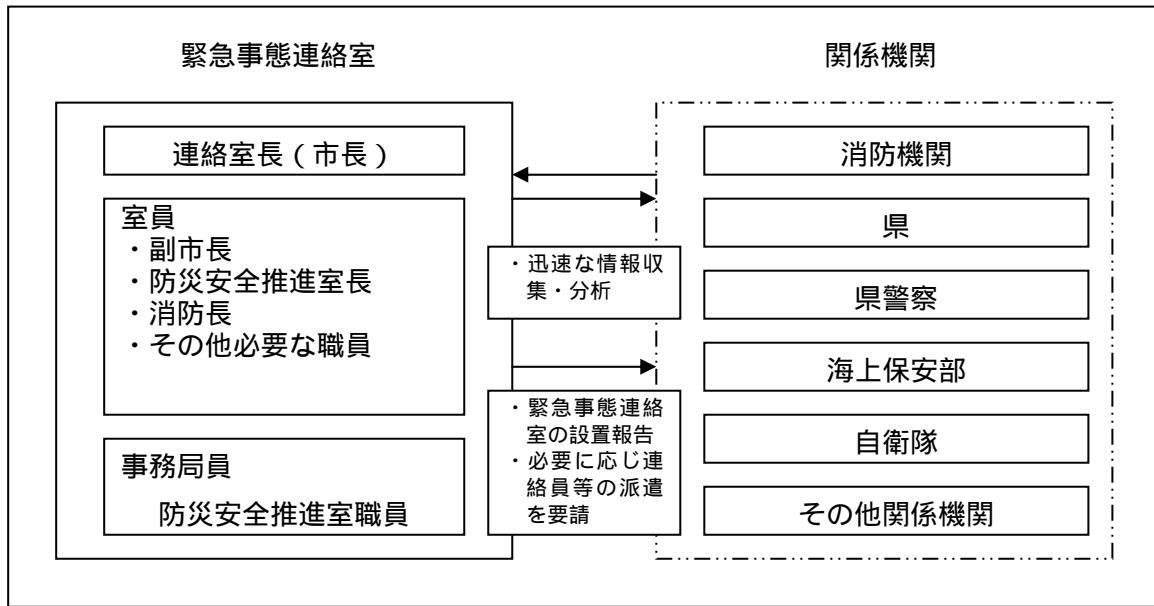 緊急事態連絡室
関係機関
連絡室長(市長)
室員
・副市長
・防災安全推進室長
・消防長
・その他必要な職員
事務局員
防災安全推進室職員
・迅速な情報収
集・分析
・緊急事態連絡
室の設置報告
・必要に応じ連
絡員等の派遣
を要請
消防機関
県
県警察
海上保安部
自衛隊
その他関係機関